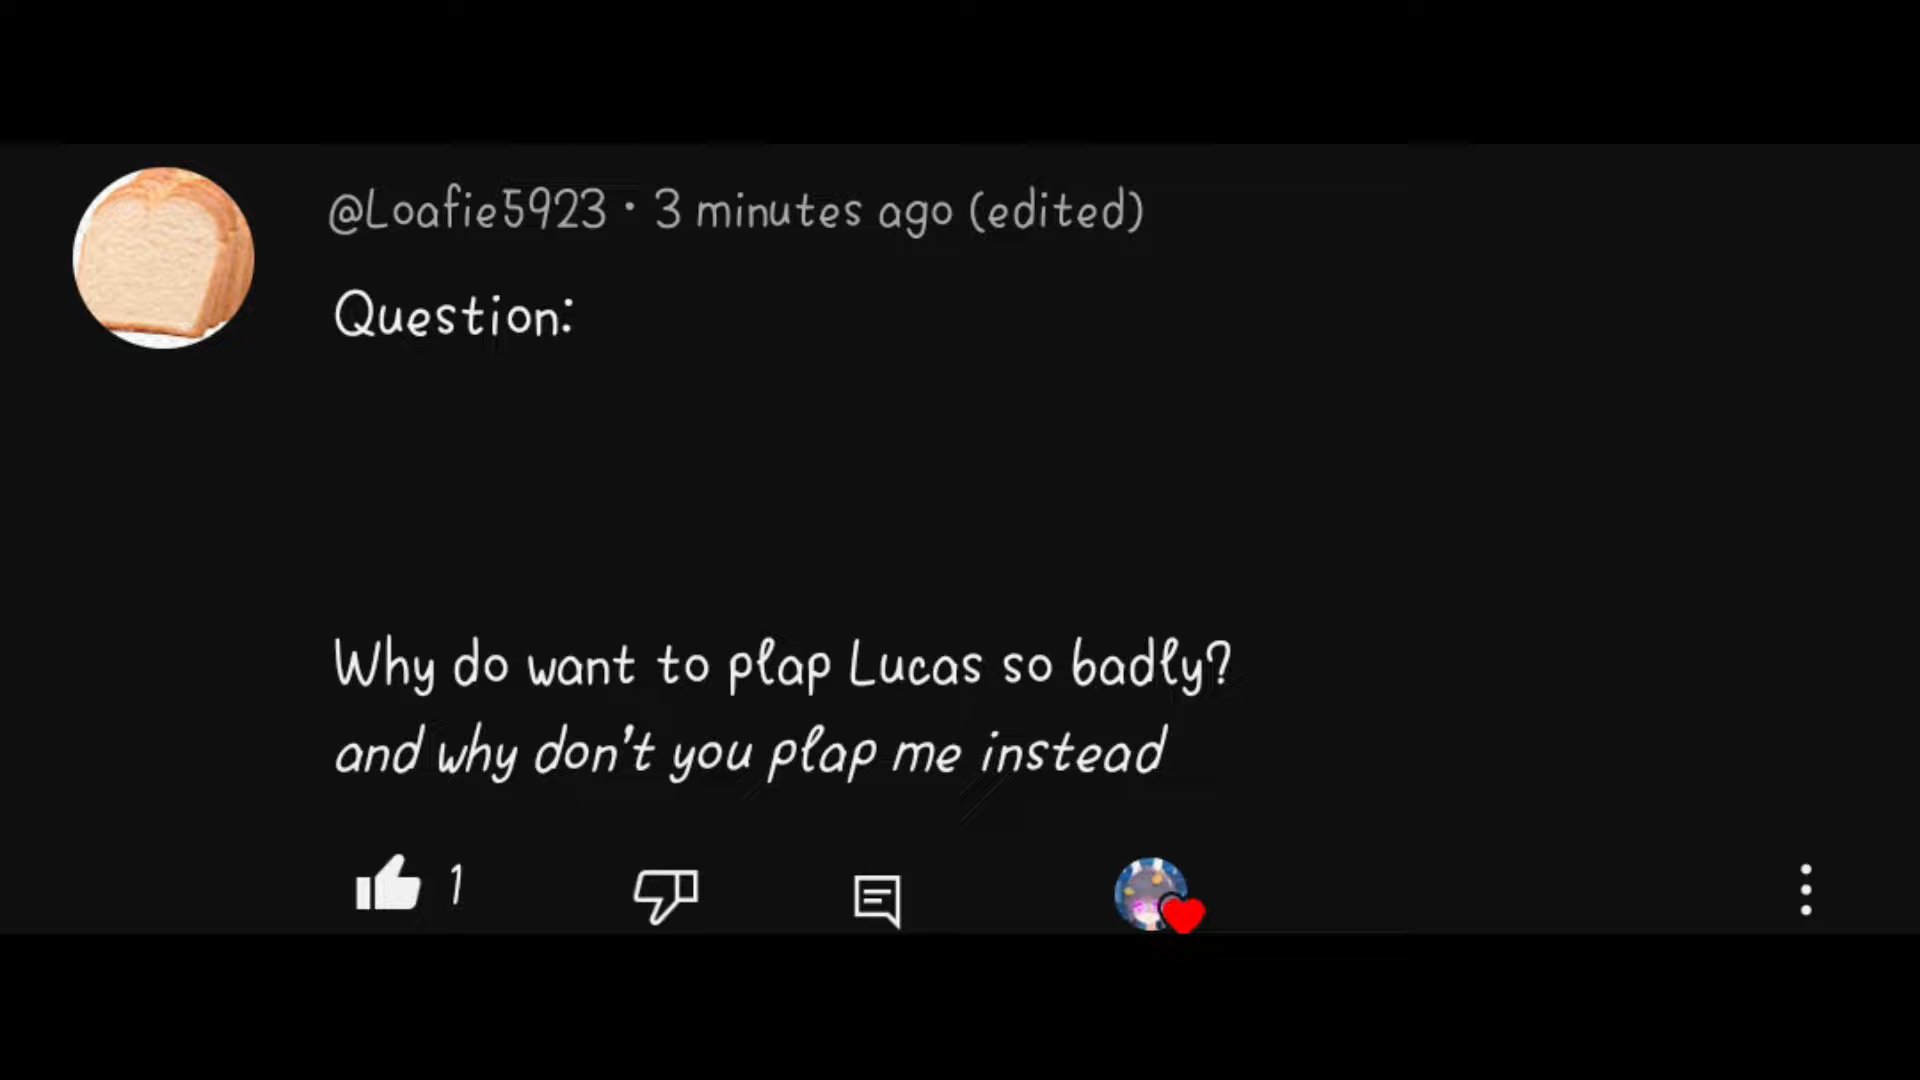 @Loafie5923 · 3 minutes ago (edited)
Question:
Why do want to plap Lucas so badly?
and why don't you plap me instead
1